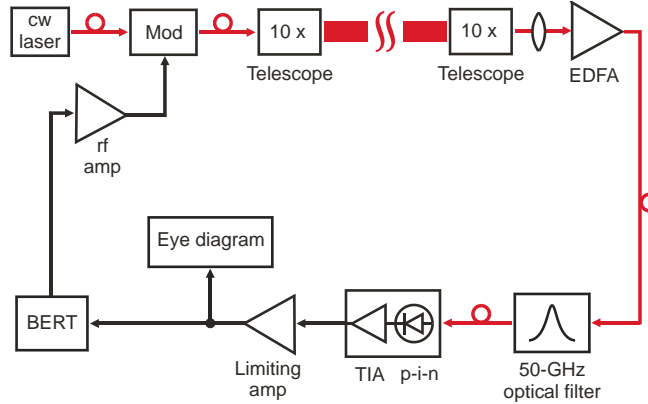 cw
laser
Mod
10 x
Telescope
10 x
Telescope
EDFA
rf
amp
Eye diagram
BERT
Limiting
amp
TIA
p-i-n
50-GHz
optical filter